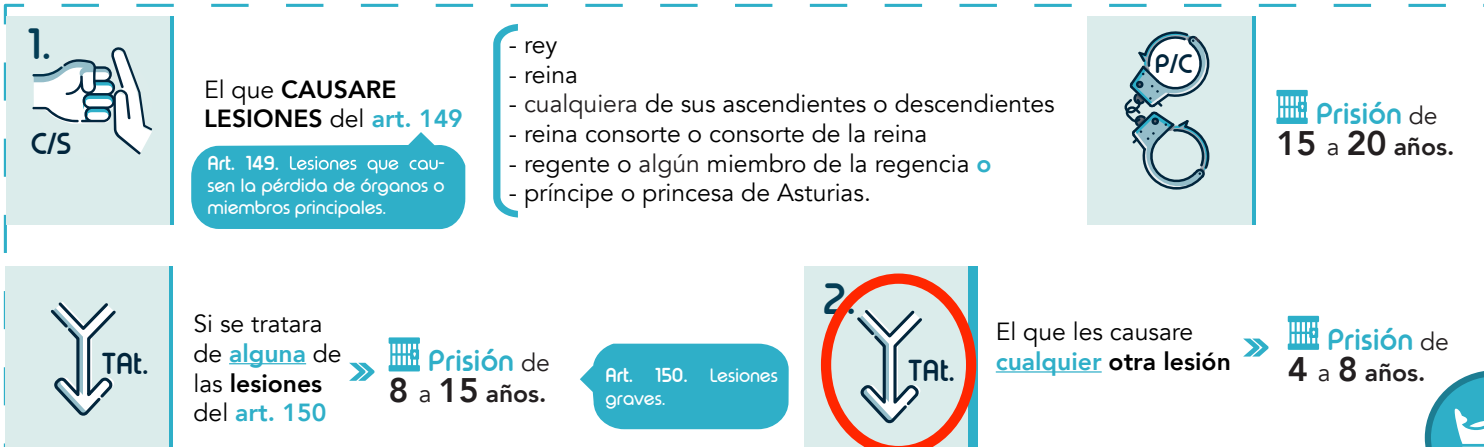 1.
C/S
El que CAUSARE
LESIONES del art. 149
Art. 149. Lesiones que cau-
sen la pérdida de órganos o
miembros principales.
- rey
- reina
- cualquiera de sus ascendientes o descendientes
- reina consorte o consorte de la reina
- regente o algún miembro de la regencia o
- príncipe o princesa de Asturias.
P/C
Prisión de
15 a 20 años.
TAt.
Si se tratara
de alguna de
las lesiones
del art. 150
» Prisión de
8 a 15 años.
Art. 150. Lesiones
graves.
2.
TAt.
El que les causare
cualquier otra lesión
» Prisión de
4 a 8 años.